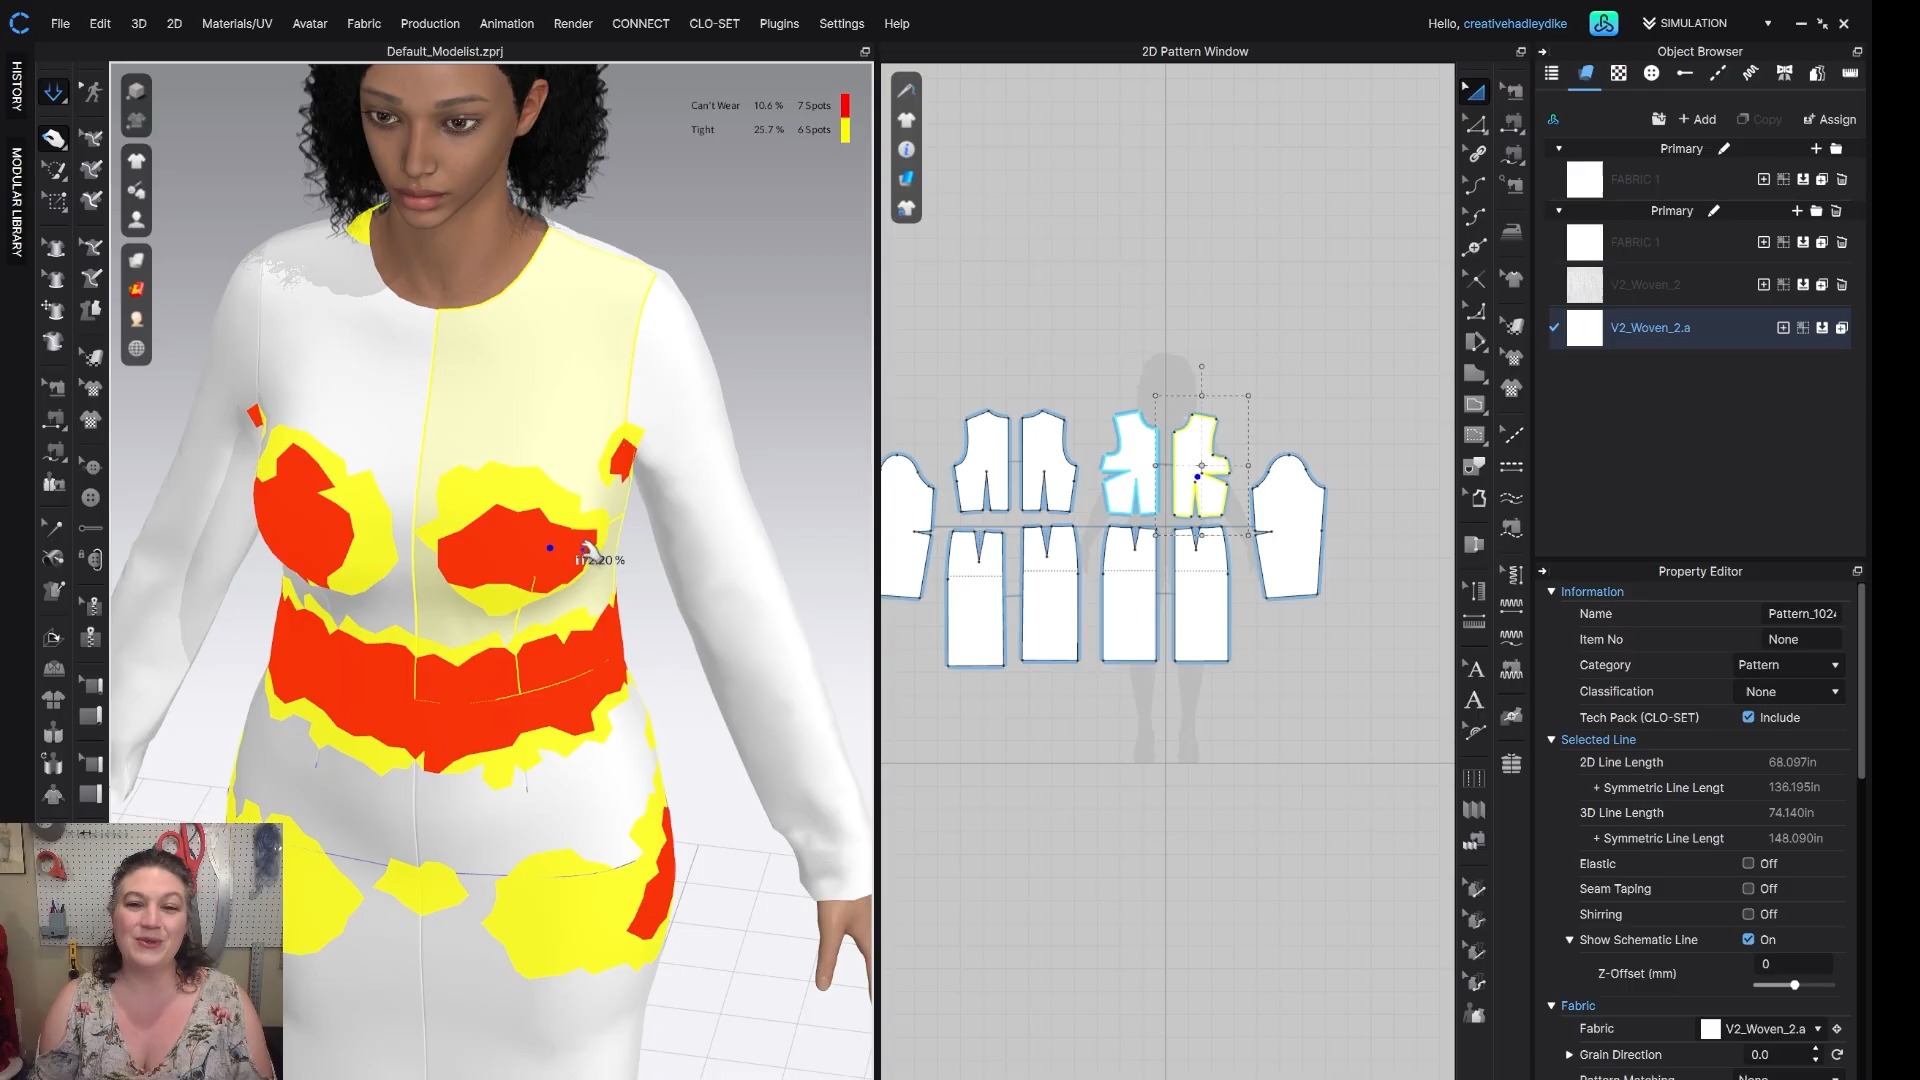 File Edit 3D 2D Materials/UV Avatar Fabric Production Animation Render CONNECT CLO-SET Plugins Settings Help
Hello, creativehadleydlke
SIMULATION
HISTORY
MODULAR LIBRARY
Default_Modelist.zprj
Can't Wear 10.6 % 7 Spots
Tight 25.7 % 6 Spots
2D Pattern Window
Object Browser
+ Add Copy Assign
Primary
FABRIC 1
Primary
FABRIC 1
V2_Woven_2
V2_Woven_2.a
Property Editor
Information
Name Pattern_1024
Item No None
Category Pattern
Classification None
Tech Pack (CLO-SET) Include
Selected Line
2D Line Length 68.097in
+ Symmetric Line Lengt 136.195in
3D Line Length 74.140in
+ Symmetric Line Lengt 148.090in
Elastic Off
Seam Taping Off
Shirring Off
Show Schematic Line On
Z-Offset (mm) 0
Fabric
Fabric V2_Woven_2.a
Grain Direction 0.0
Pattern Matching None